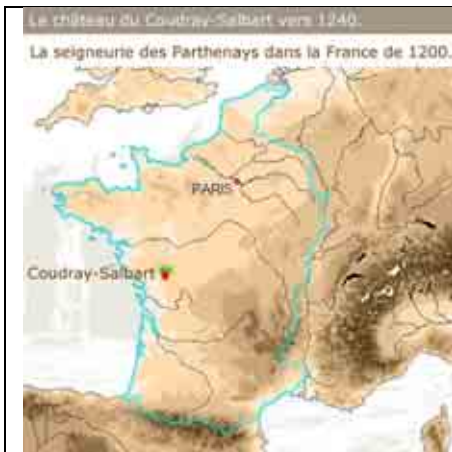 Le château du Coudray-Salbart vers 1240.
La seigneurie des Parthenays dans la France de 1200.
PARIS
Coudray-Salbart